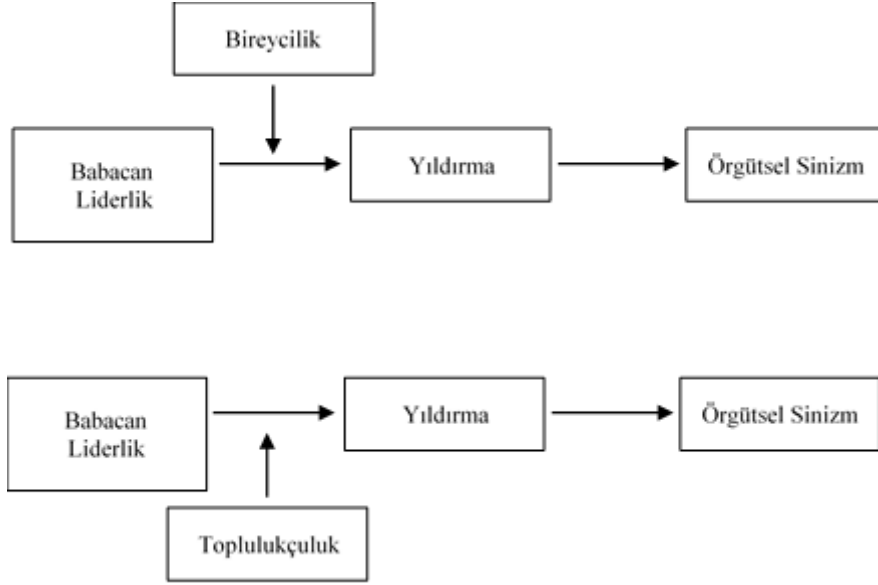 Bireycilik
Babacan
Liderlik
Yıldırma
Örgütsel Sinizm
Babacan
Liderlik
Yıldırma
Örgütsel Sinizm
Toplulukçuluk